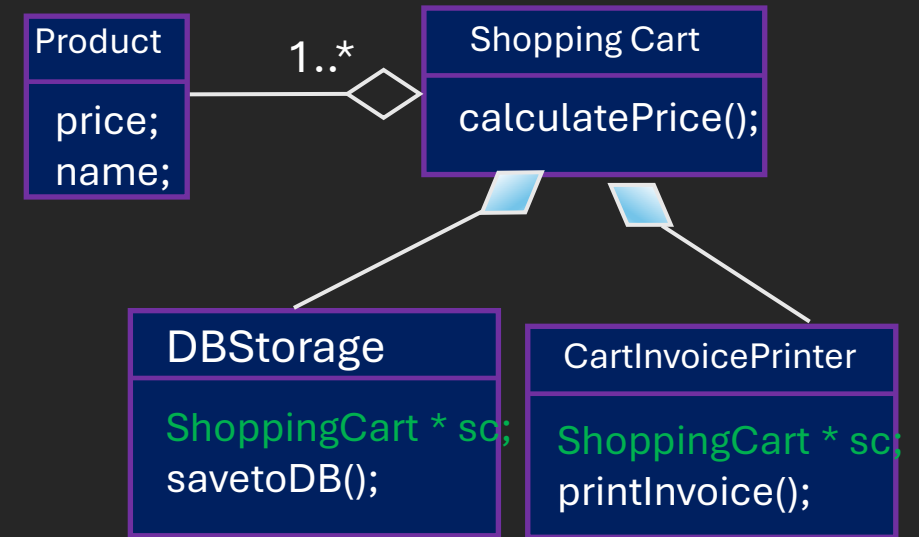 Product
price;
name;
1..*
Shopping Cart
calculatePrice();
DBStorage
ShoppingCart * sc;
savetoDB();
CartInvoicePrinter
ShoppingCart * sc;
printInvoice();